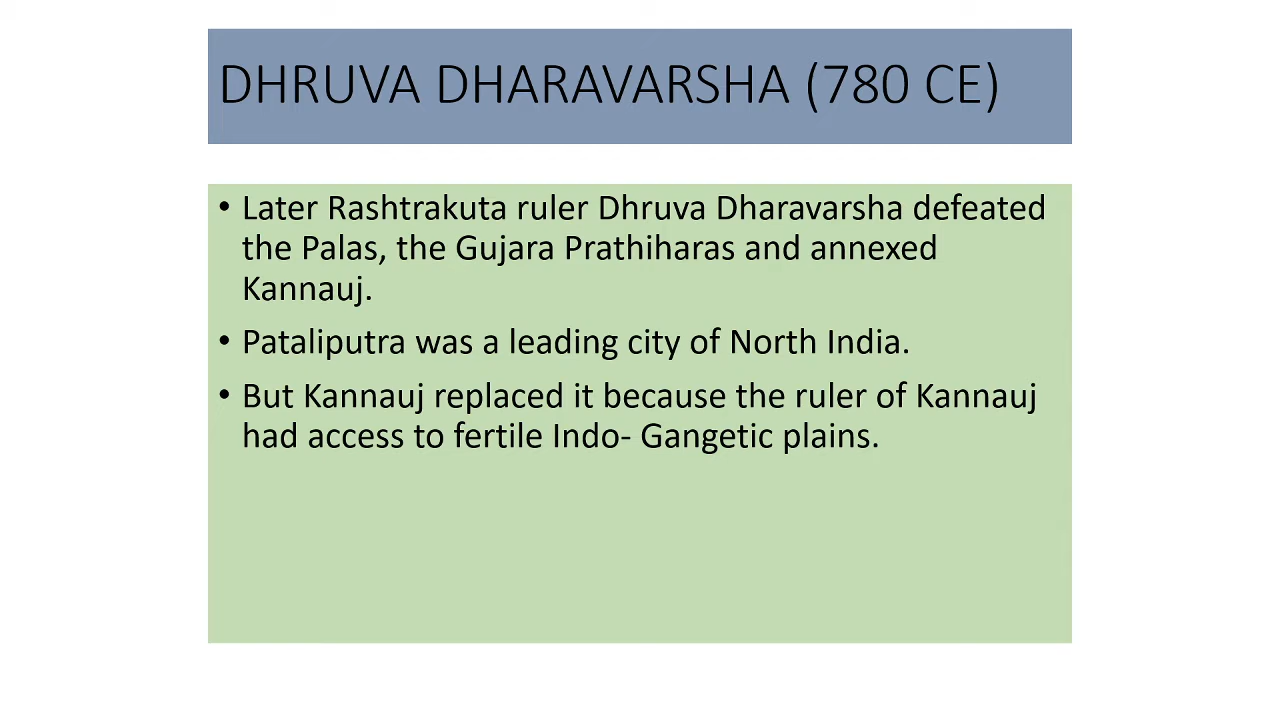 DHRUVA DHARAVARSHA (780 CE)
• Later Rashtrakuta ruler Dhruva Dharavarsha defeated
the Palas, the Gujara Prathiharas and annexed
Kannauj.
• Pataliputra was a leading city of North India.
• But Kannauj replaced it because the ruler of Kannauj
had access to fertile Indo- Gangetic plains.